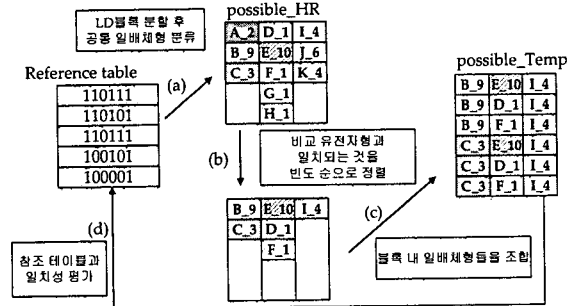 LD블록 분할 후
공통 일배체형 분류
possible_HR
A_2 D_1 I_4
B_9 E_10 J_6
C_3 F_1 K_4
G_1
H_1
Reference table
110111
110101
110111
100101
100001
(a)
possible_Temp
B_9 E_10 I_4
B_9 D_1 I_4
B_9 F_1 I_4
C_3 E_10 I_4
C_3 D_1 I_4
C_3 F_1 I_4
(b)
비교 유전자형과
일치되는 것을
빈도 순으로 정렬
B_9 E_10 I_4
C_3 D_1
F_1
(c)
블록 내 일배체형들을 조합
(d)
참조 테이블과
일치성 평가